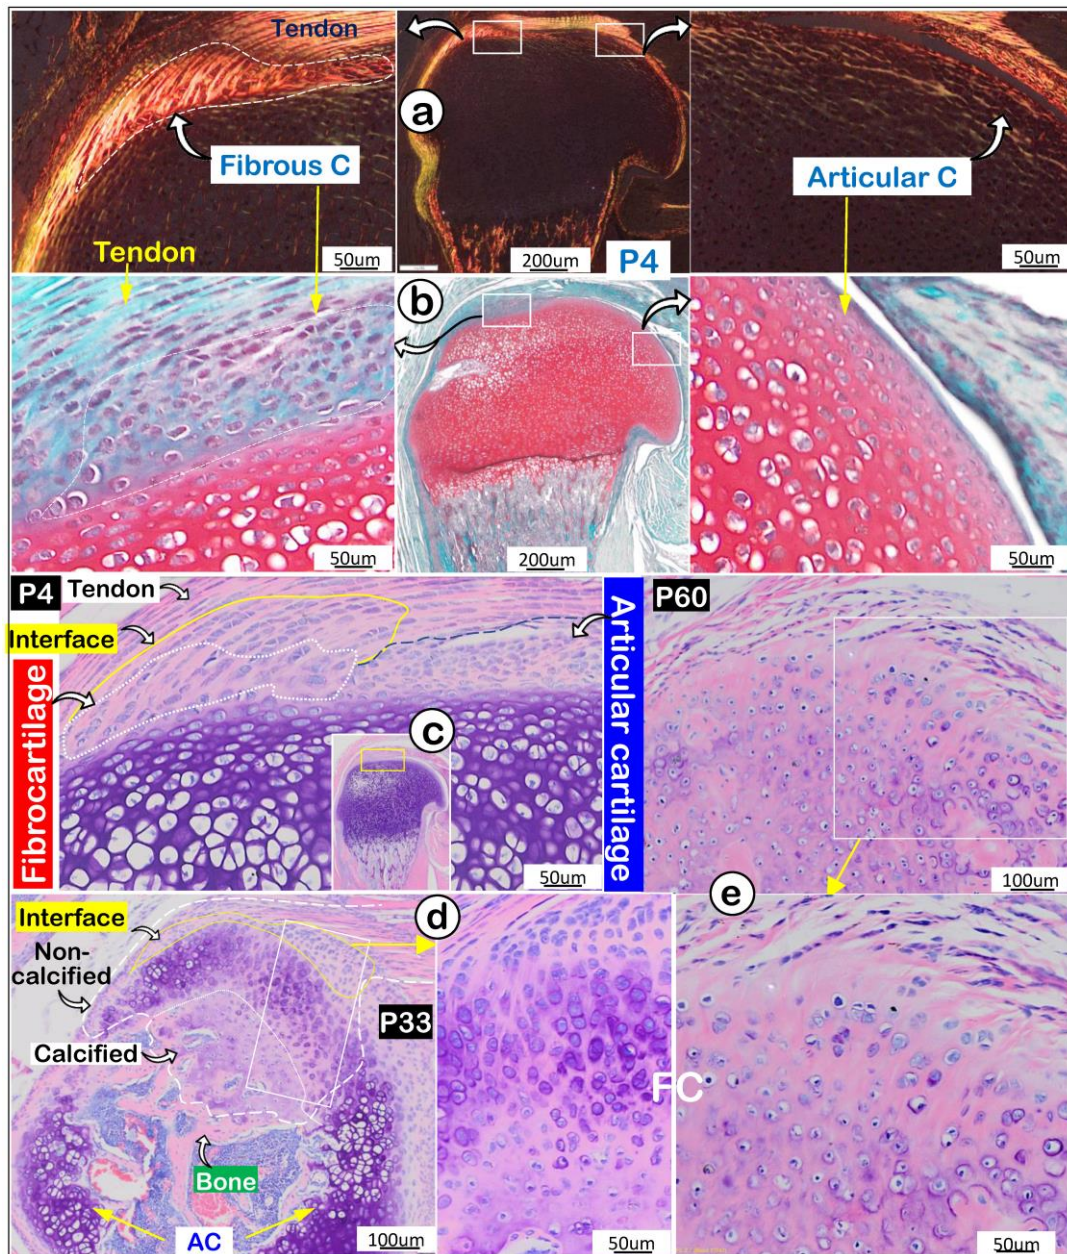 Tendon
a
Fibrous C
Articular C
50um
200um
P4
50um
Tendon
b
50um
200um
50um
P4
Tendon
Interface
Fibrocartilage
c
50um
Articular cartilage
P60
100um
Interface
Non-
calcified
Calcified
Bone
AC
P33
100um
d
50um
FC
e
50um